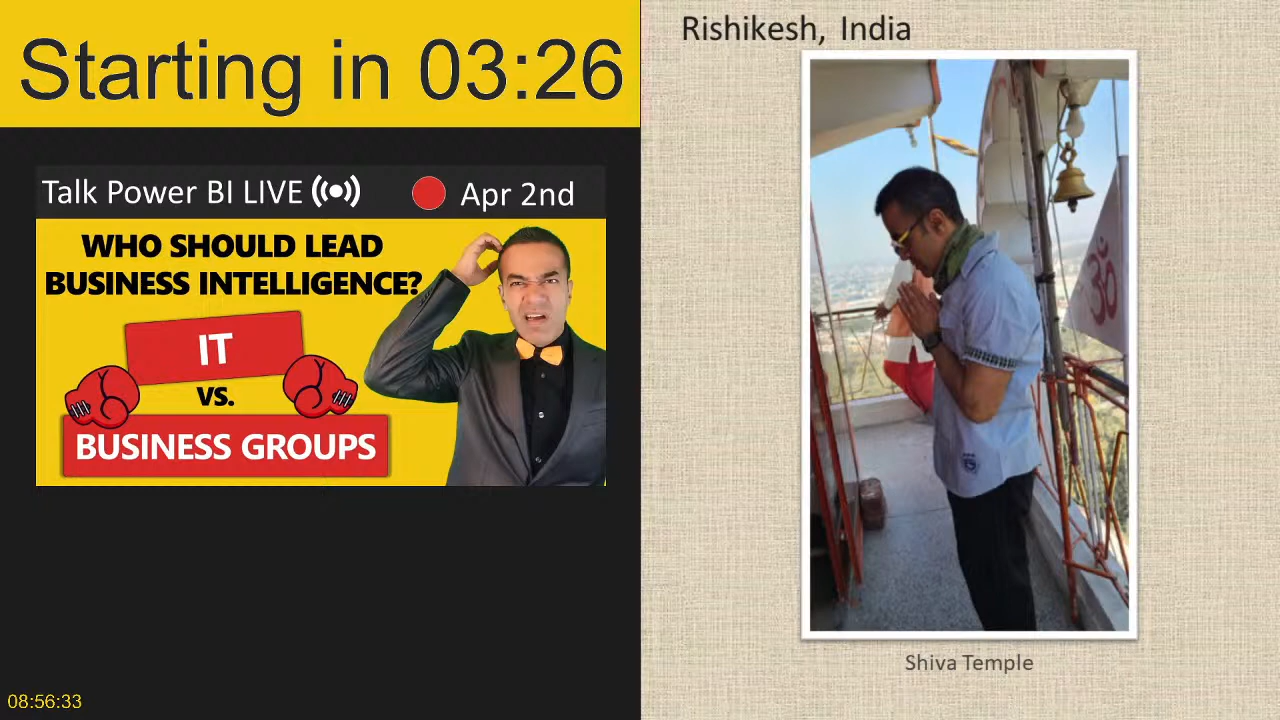 Starting in 03:26
Talk Power BI LIVE
Apr 2nd
WHO SHOULD LEAD
BUSINESS INTELLIGENCE?
IT
VS.
BUSINESS GROUPS
08:56:33
Rishikesh, India
ॐ
Shiva Temple